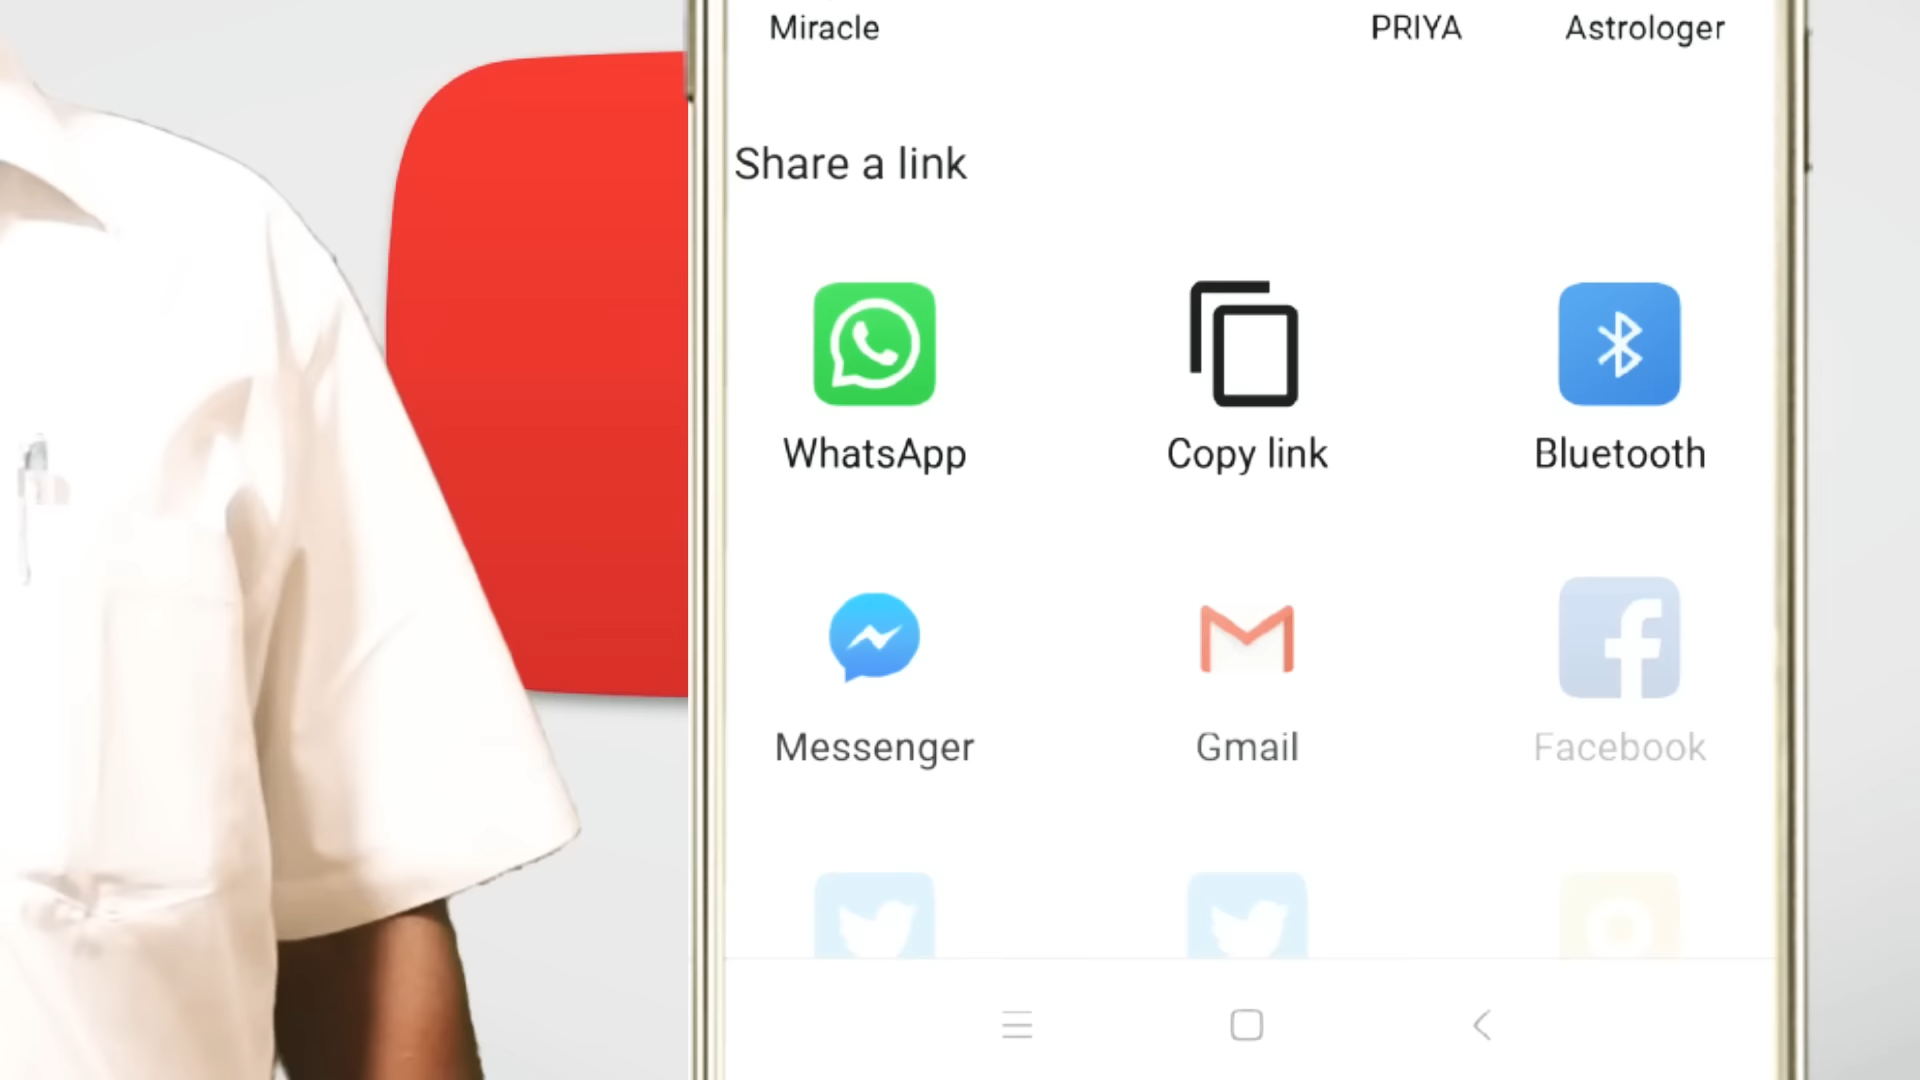 Miracle PRIYA Astrologer
Share a link
WhatsApp Copy link Bluetooth
Messenger Gmail Facebook